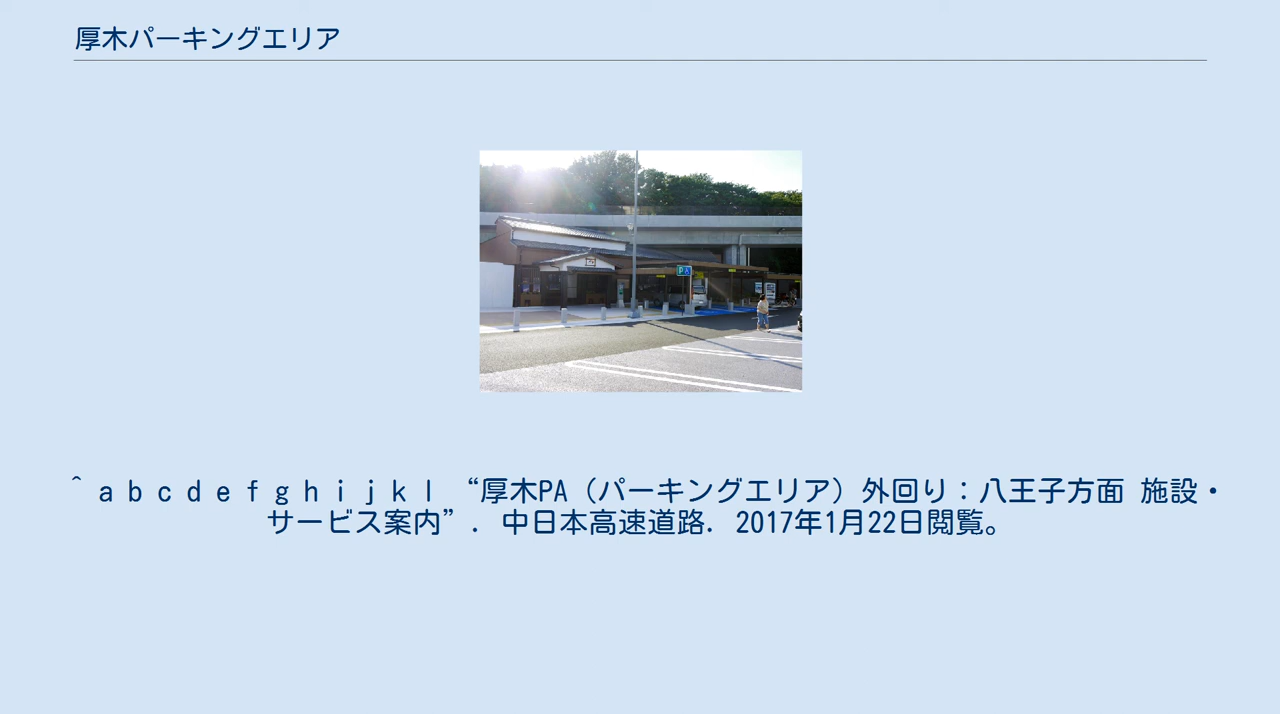 厚木パーキングエリア
P
^ a b c d e f g h i j k l “厚木PA（パーキングエリア）外回り：八王子方面 施設・
サービス案内”. 中日本高速道路. 2017年1月22日閲覧。